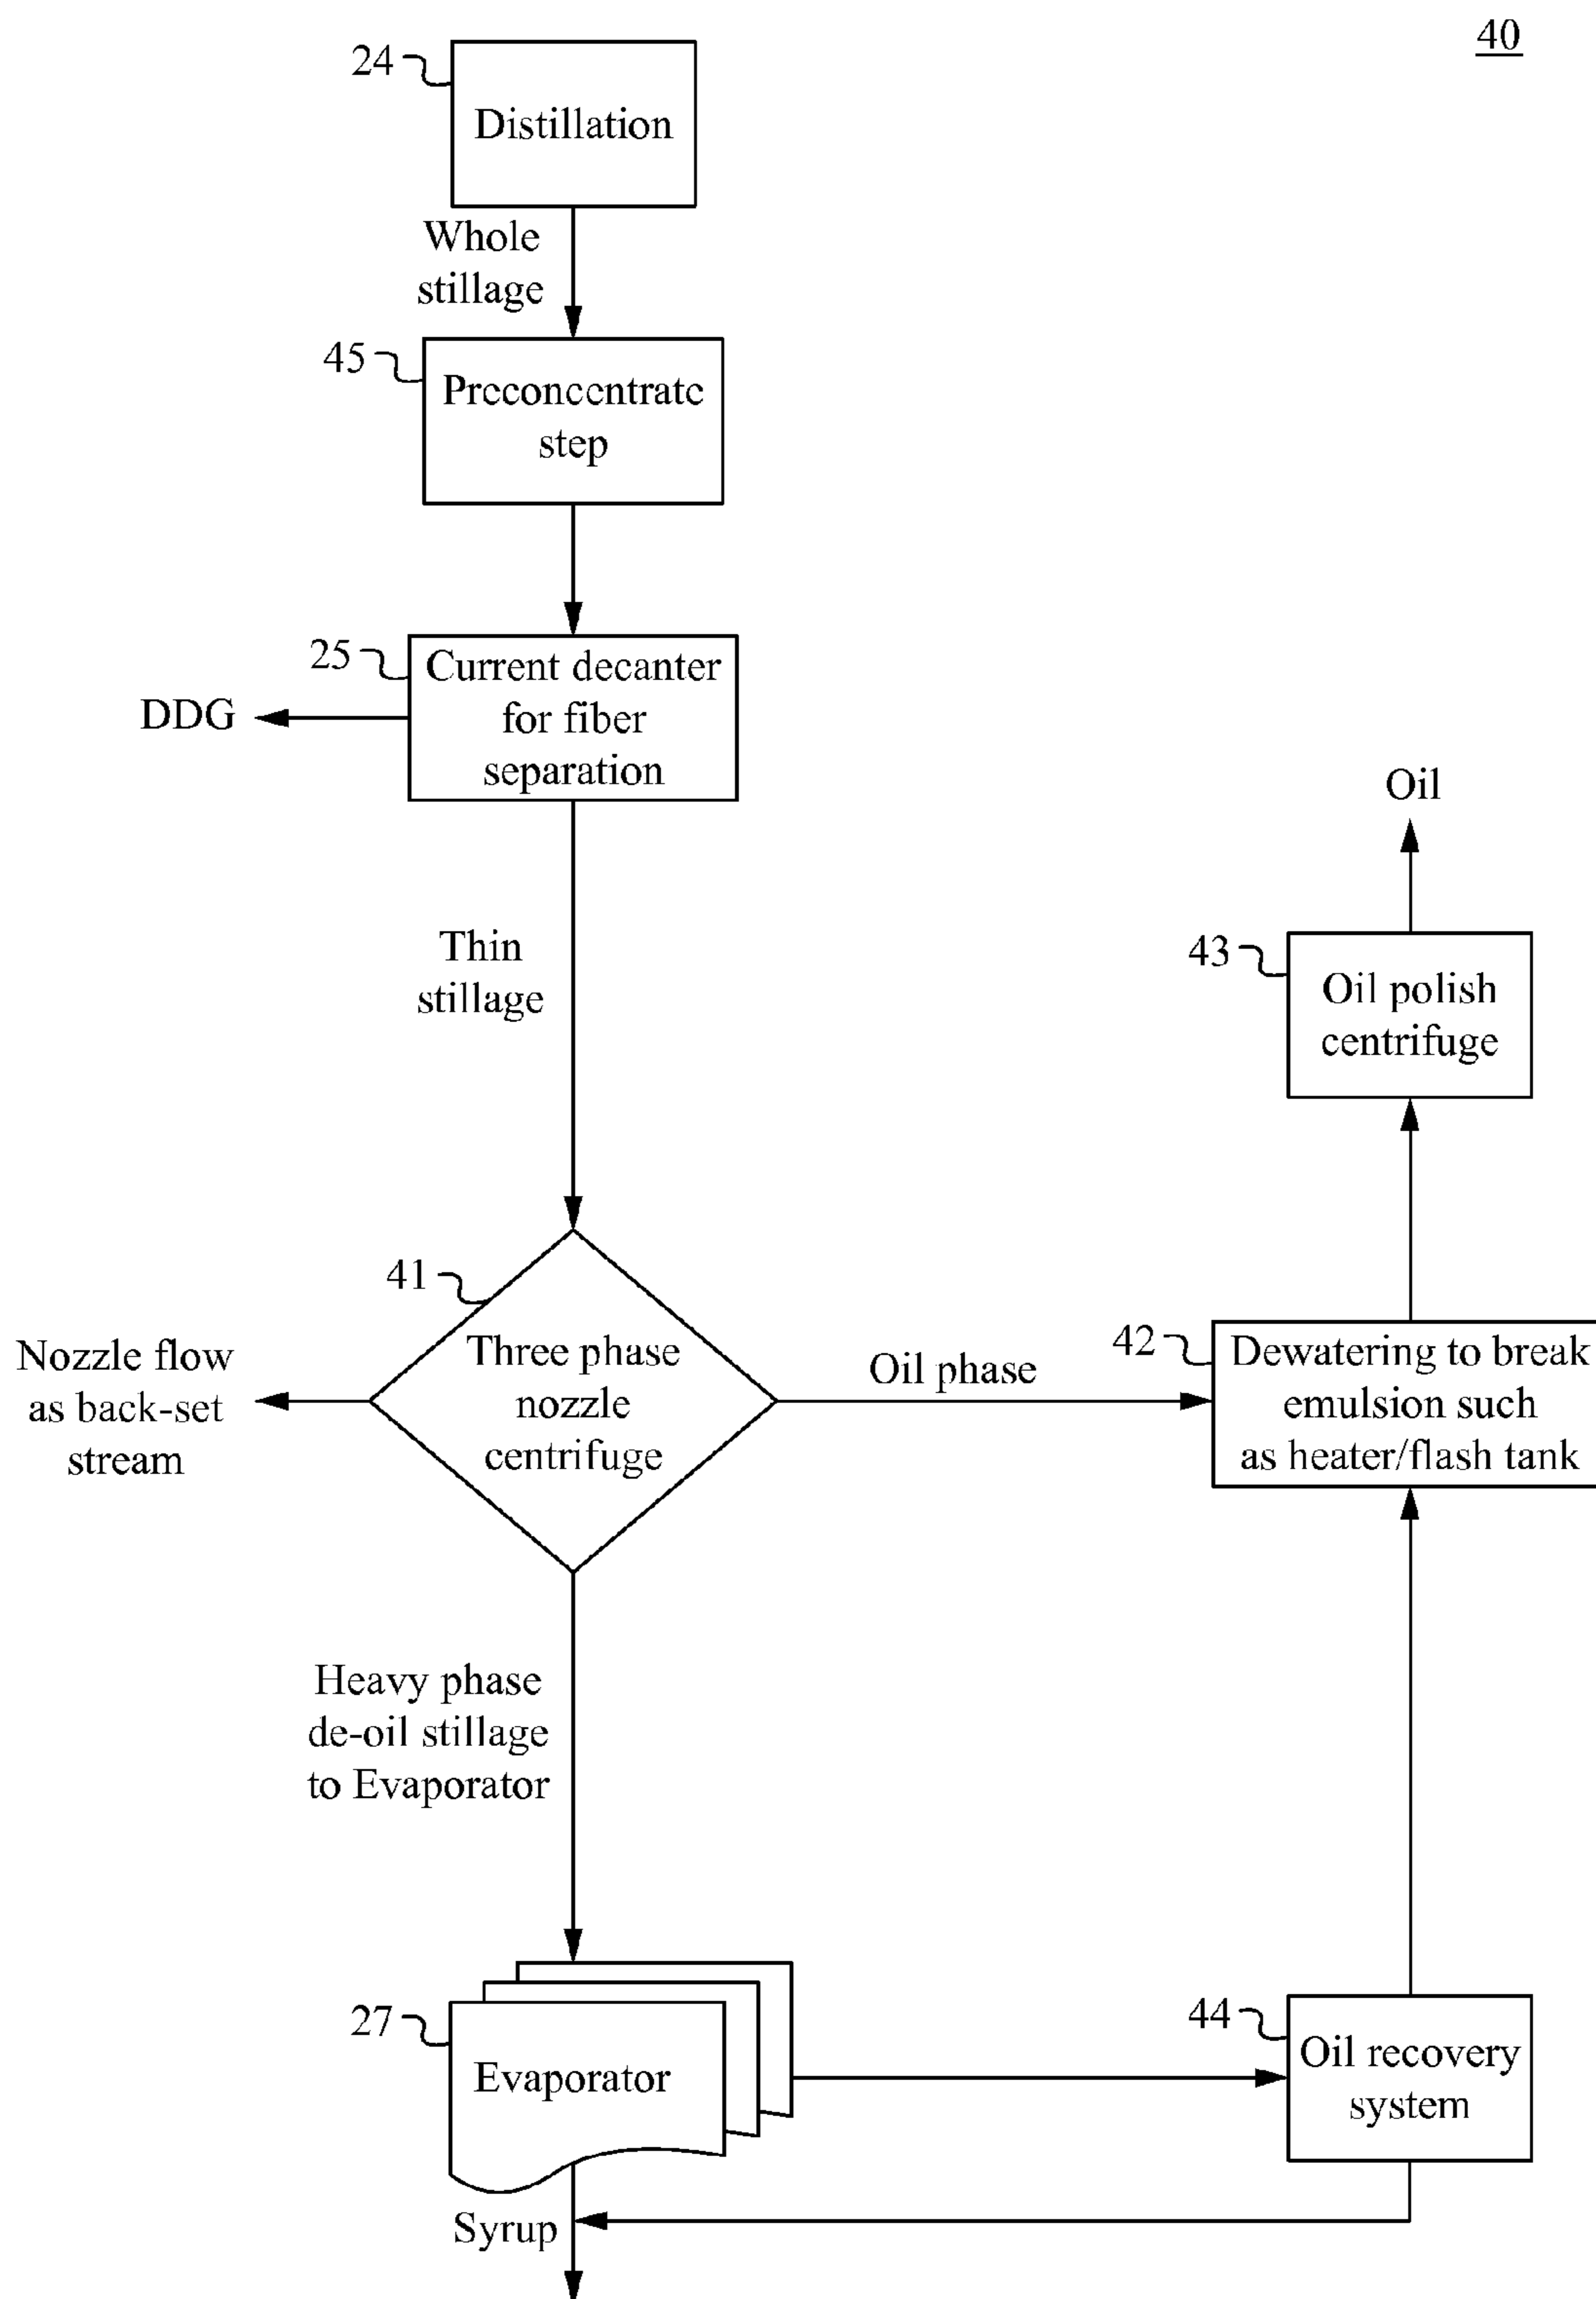 40
24
Distillation
Whole
stillage
45
Preconcentrate
step
25
Current decanter
for fiber
separation
DDG
Oil
Thin
stillage
43
Oil polish
centrifuge
41
Three phase
nozzle
centrifuge
Nozzle flow
as back-set
stream
Oil phase
42
Dewatering to break
emulsion such
as heater/flash tank
Heavy phase
de-oil stillage
to Evaporator
27
Evaporator
44
Oil recovery
system
Syrup